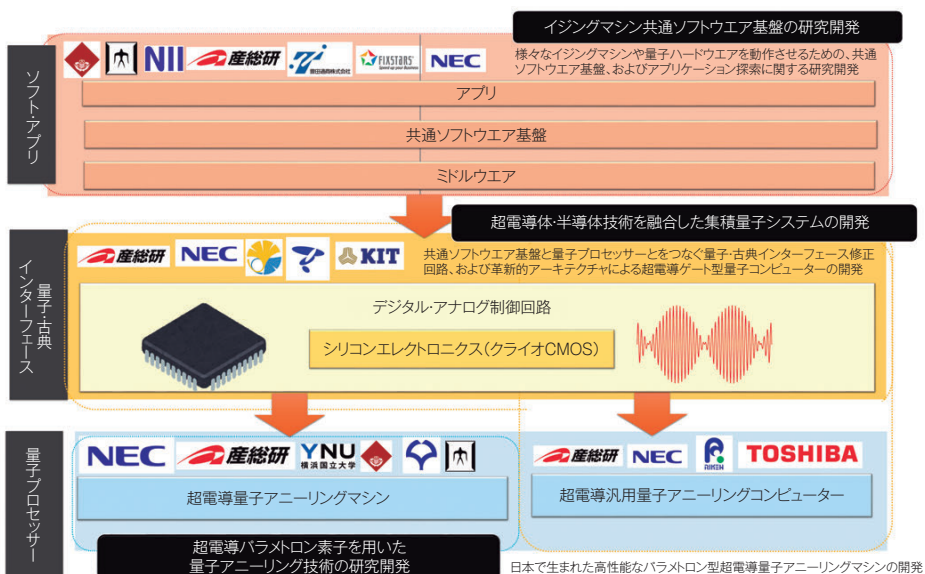 イジングマシン共通ソフトウエア基盤の研究開発
ソフト・アプリ
NII
産総研
豊田通商株式会社
FIXSTARS
Speed up your Business
NEC
様々なイジングマシンや量子ハードウエアを動作させるための、共通
ソフトウエア基盤、およびアプリケーション探索に関する研究開発
アプリ
共通ソフトウエア基盤
ミドルウエア
超電導体・半導体技術を融合した集積量子システムの開発
量子・古典
インターフェース
産総研
NEC
KIT
共通ソフトウエア基盤と量子プロセッサーとをつなぐ量子・古典インターフェース修正
回路、および革新的アーキテクチャによる超電導ゲート型量子コンピューターの開発
デジタル・アナログ制御回路
シリコンエレクトロニクス(クライオCMOS)
量子プロセッサー
NEC
産総研
YNU
横浜国立大学
超電導量子アニーリングマシン
産総研
NEC
RIKEN
TOSHIBA
超電導汎用量子アニーリングコンピューター
超電導パラメトロン素子を用いた
量子アニーリング技術の研究開発
日本で生まれた高性能なパラメトロン型超電導量子アニーリングマシンの開発